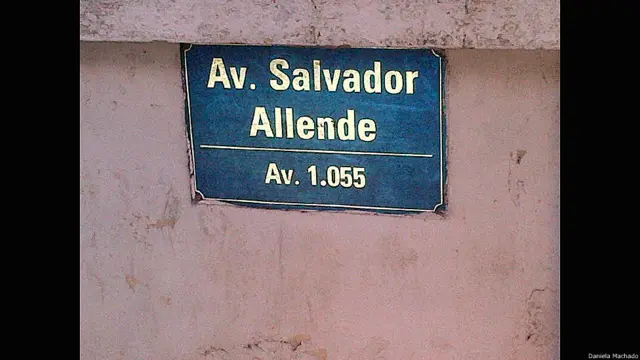 Av. Salvador
Allende
Av. 1.055
Daniela Machado